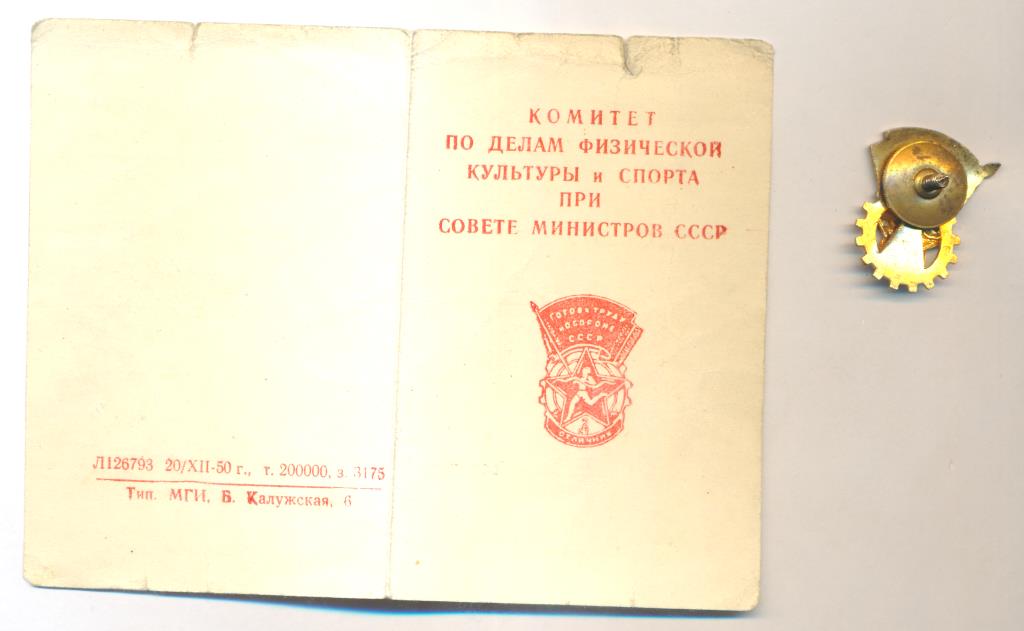 КОМИТЕТ
ПО ДЕЛАМ ФИЗИЧЕСКОЙ
КУЛЬТУРЫ и СПОРТА
ПРИ
СОВЕТЕ МИНИСТРОВ СССР
ГОТОВ К ТРУДУ
И ОБОРОНЕ
СССР
2
ОТЛИЧНИК
Л126793 20/XII-50 г., т. 200000, з. 3175
Тип. МГИ, Б. Калужская, 6